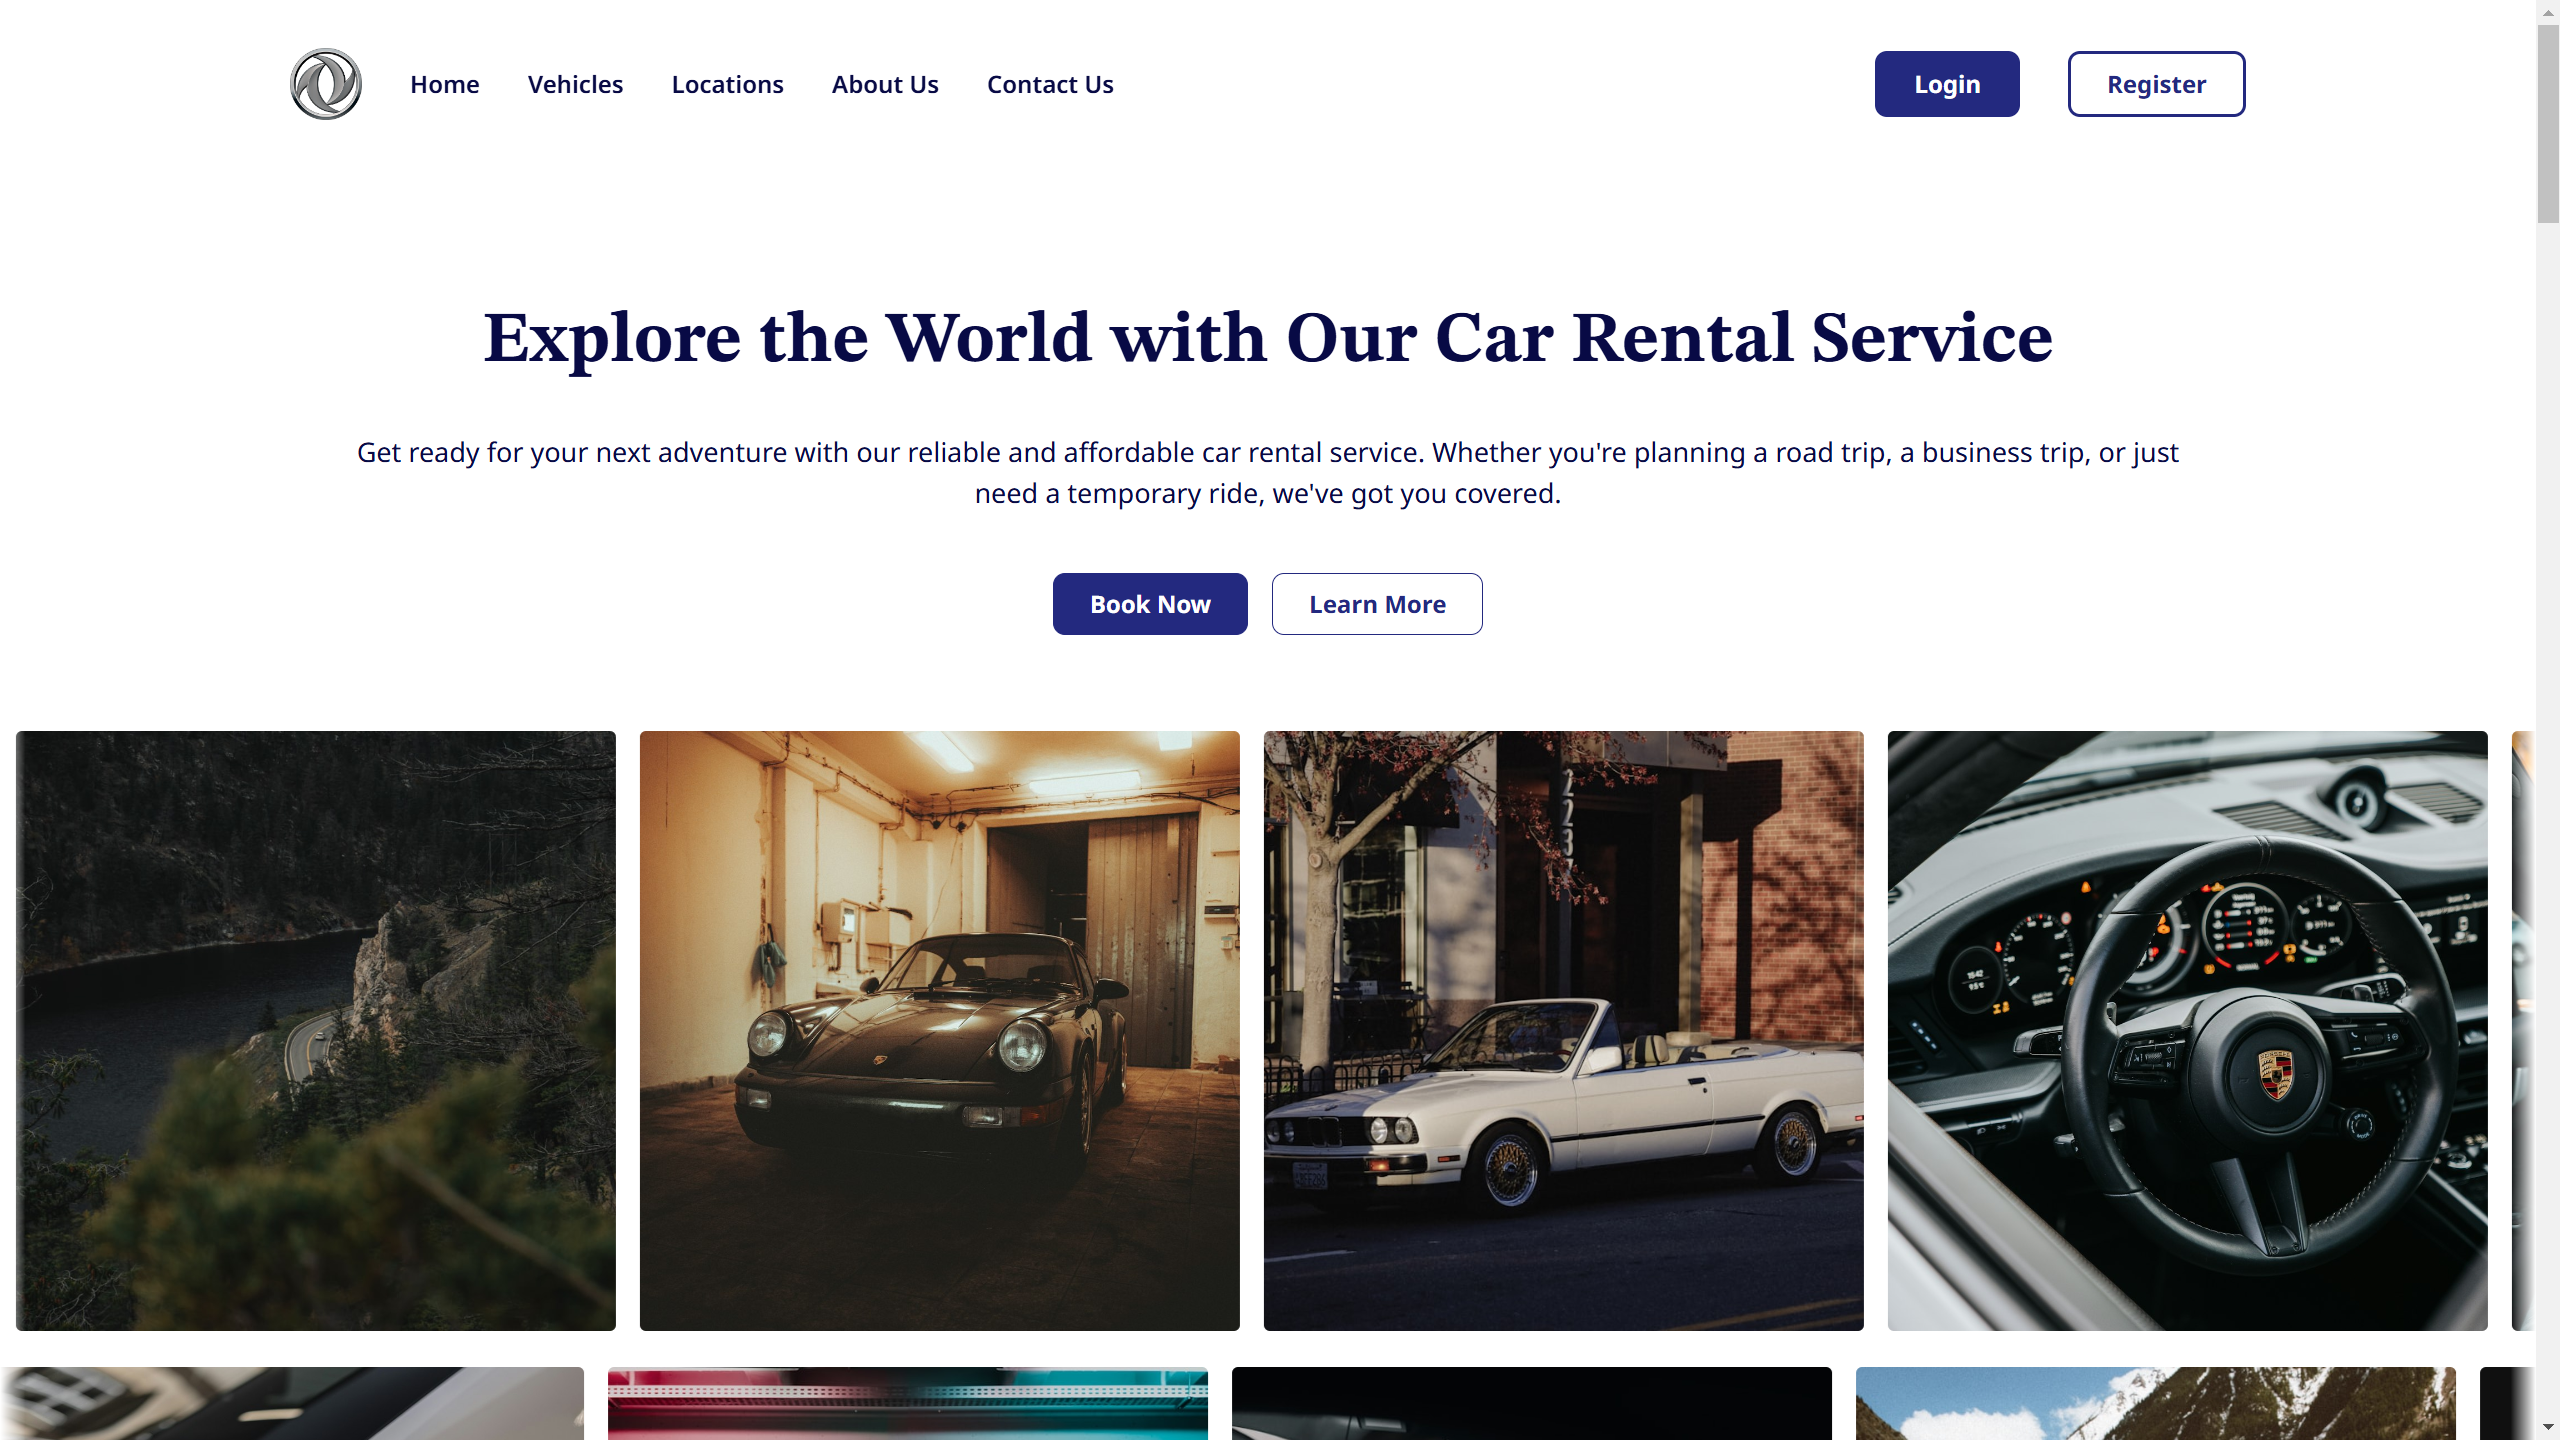 Home Vehicles Locations About Us Contact Us Login Register
Explore the World with Our Car Rental Service
Get ready for your next adventure with our reliable and affordable car rental service. Whether you're planning a road trip, a business trip, or just
need a temporary ride, we've got you covered.
Book Now Learn More
2237